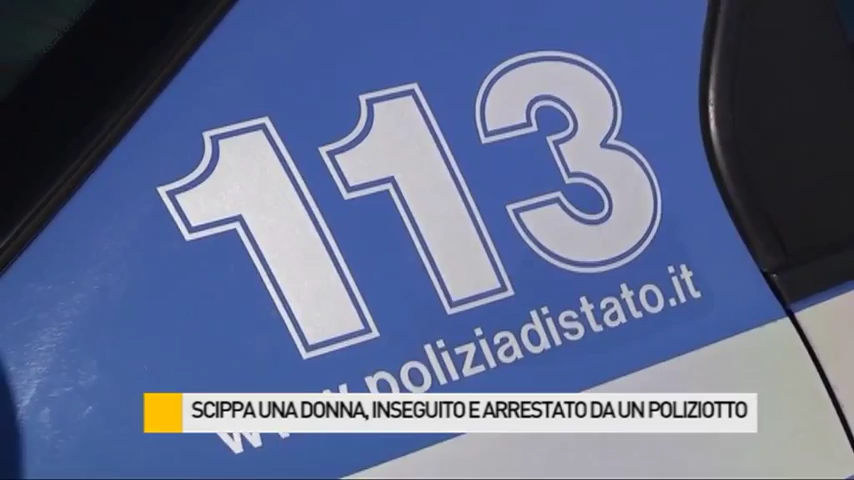 113
www.poliziadistato.it
SCIPPA UNA DONNA, INSEGUITO E ARRESTATO DA UN POLIZIOTTO